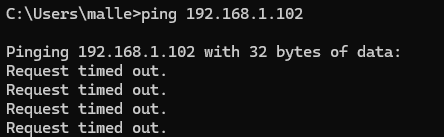 C:\Users\malle>ping 192.168.1.102

Pinging 192.168.1.102 with 32 bytes of data:
Request timed out.
Request timed out.
Request timed out.
Request timed out.